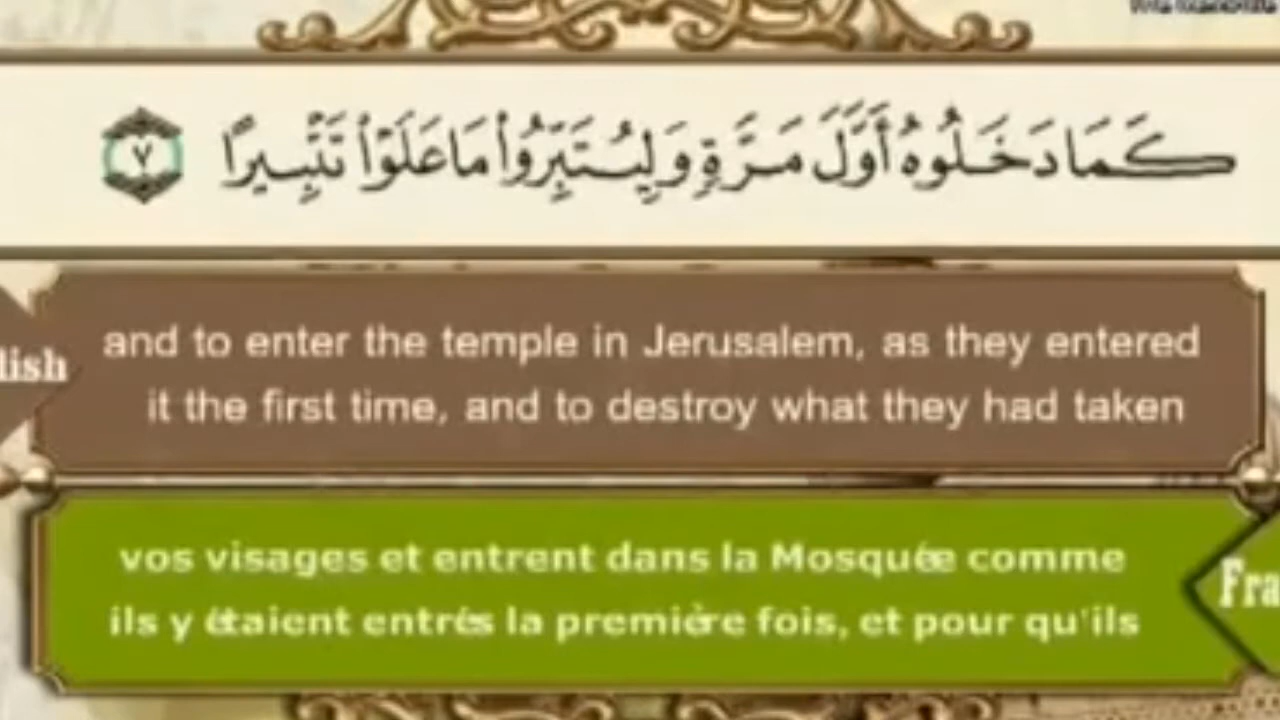 كَمَا دَخَلُوهُ أَوَّلَ مَرَّةٍ وَلِيُتَبِّرُوا۟ مَا عَلَوْا۟ تَتْبِيرًا ٧
lish
and to enter the temple in Jerusalem, as they entered
it the first time, and to destroy what they had taken
vos visages et entrent dans la Mosquée comme
ils y étaient entrés la première fois, et pour qu'ils
Fra